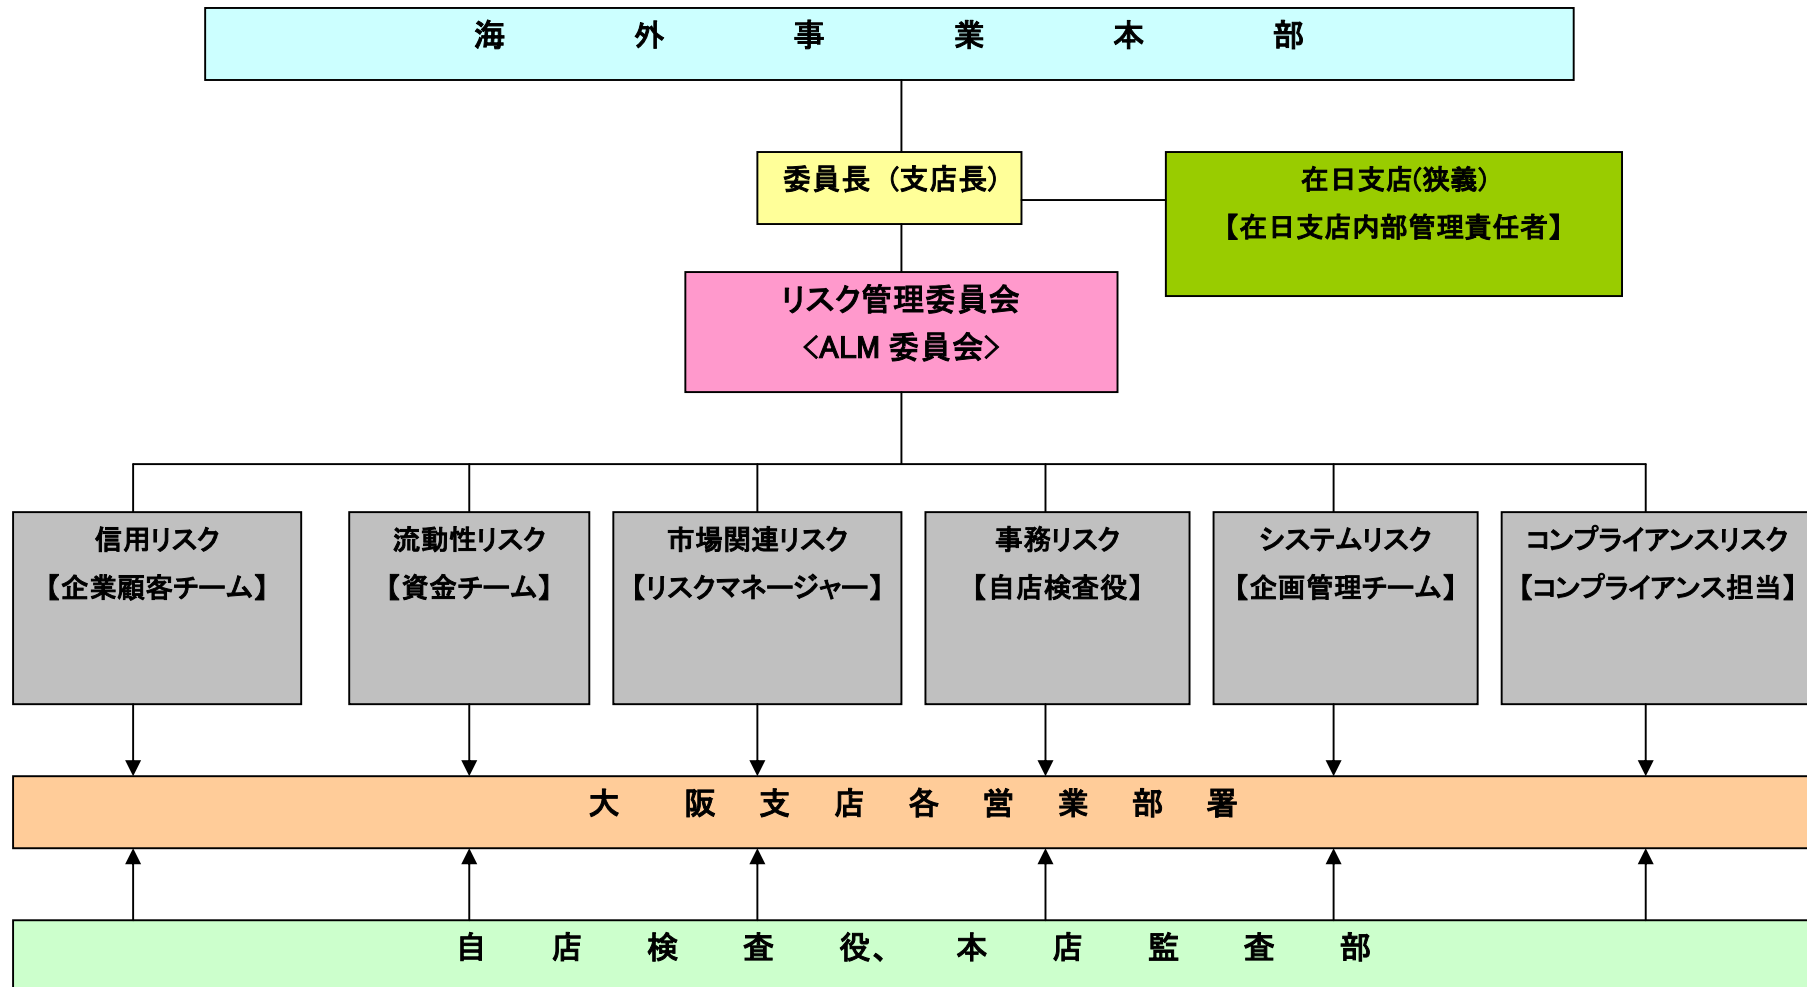 海外事業本部
委員長（支店長）
在日支店(狭義)
【在日支店内部管理責任者】
リスク管理委員会
<ALM 委員会>
信用リスク
【企業顧客チーム】
流動性リスク
【資金チーム】
市場関連リスク
【リスクマネージャー】
事務リスク
【自店検査役】
システムリスク
【企画管理チーム】
コンプライアンスリスク
【コンプライアンス担当】
大阪支店各営業部署
自店検査役、本店監査部